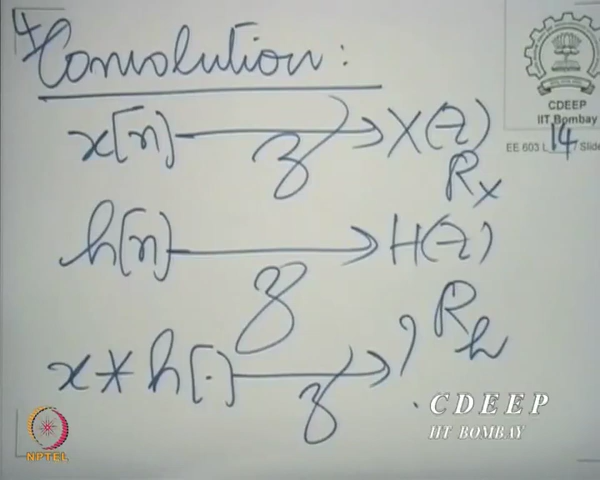 4 Convolution :
x[n] → X(z)
z
Rx
h[n] → H(z)
z
Rh
x * h[·] → ?
z
CDEEP
IIT Bombay
EE 603 L 14 / Slide
CDEEP
IIT BOMBAY
NPTEL